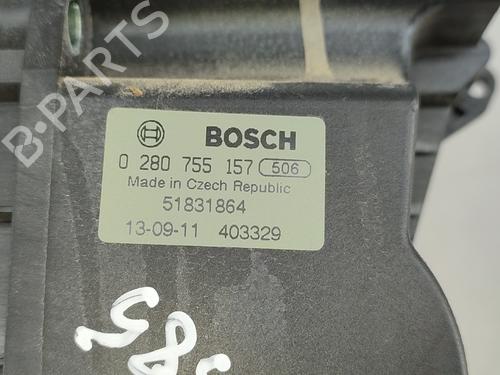 B-PARTS
BOSCH
0 280 755 157 506
Made in Czech Republic
51831864
13-09-11 403329